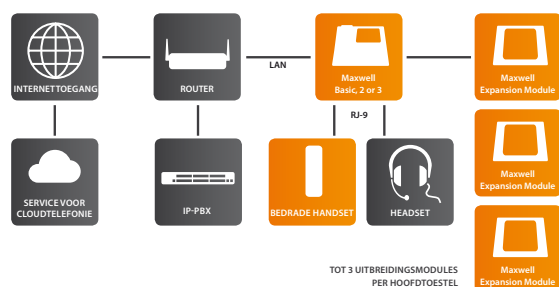 INTERNETTOEGANG
ROUTER
LAN
Maxwell
Basic, 2 or 3
Maxwell
Expansion Module
RJ-9
SERVICE VOOR
CLOUDTELEFONIE
IP-PBX
BEDRADE HANDSET
HEADSET
Maxwell
Expansion Module
TOT 3 UITBREIDINGSMODULES
PER HOOFDTOESTEL
Maxwell
Expansion Module